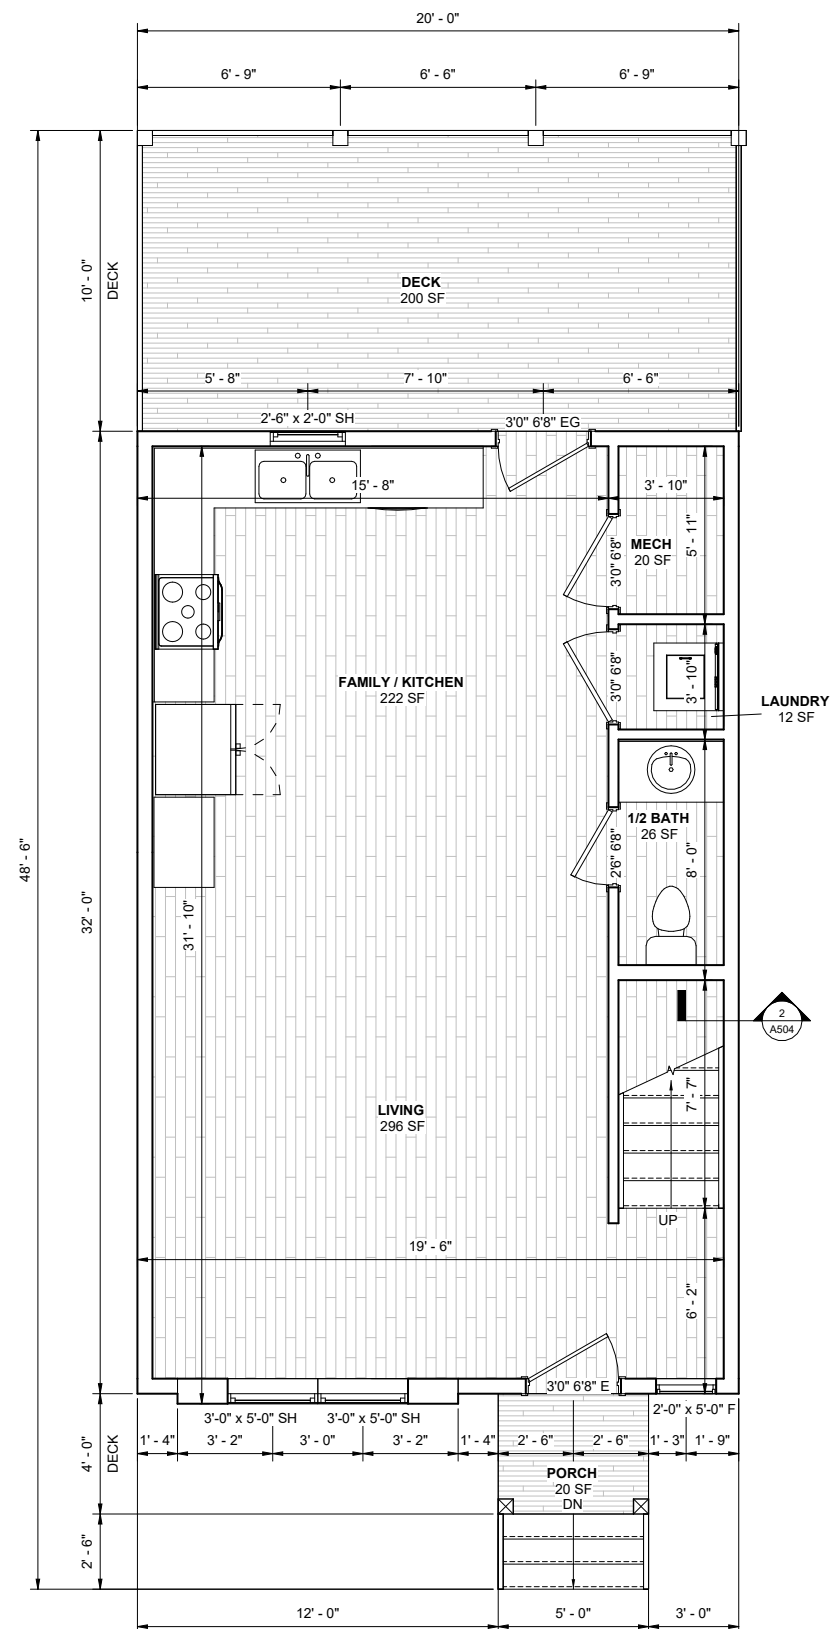 20' - 0"
6' - 9"
6' - 6"
6' - 9"
10' - 0"
DECK
DECK
200 SF
5' - 8"
7' - 10"
6' - 6"
2'-6" x 2'-0" SH
3'0" 6'8" EG
15' - 8"
3' - 10"
MECH
20 SF
5' - 11"
3'0" 6'8"
FAMILY / KITCHEN
222 SF
3'0" 6'8"
3' - 10"
LAUNDRY
12 SF
1/2 BATH
26 SF
2'6" 6'8"
8' - 0"
48' - 6"
32' - 0"
31' - 10"
2
A504
7' - 7"
LIVING
296 SF
UP
19' - 6"
6' - 2"
3'0" 6'8" E
3'-0" x 5'-0" SH
3'-0" x 5'-0" SH
2'-0" x 5'-0" F
4' - 0"
DECK
1' - 4"
3' - 2"
3' - 0"
3' - 2"
1' - 4"
2' - 6"
2' - 6"
1' - 3"
1' - 9"
PORCH
20 SF
DN
2' - 6"
12' - 0"
5' - 0"
3' - 0"